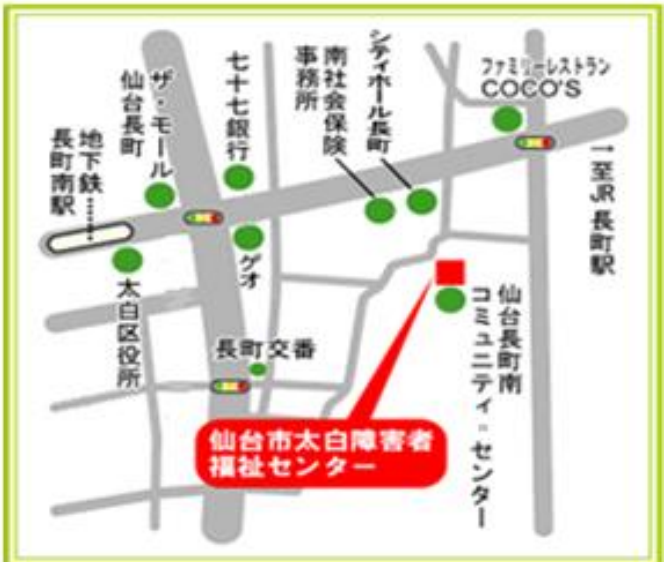 ザ・モール
仙台長町
七十七銀行
南社会保険
事務所
シティホール長町
ファミリーレストラン
COCO'S
→至JR長町駅
地下鉄
長町南駅
太白区役所
ゲオ
長町交番
仙台長町南
コミュニティ・センター
仙台市太白障害者
福祉センター